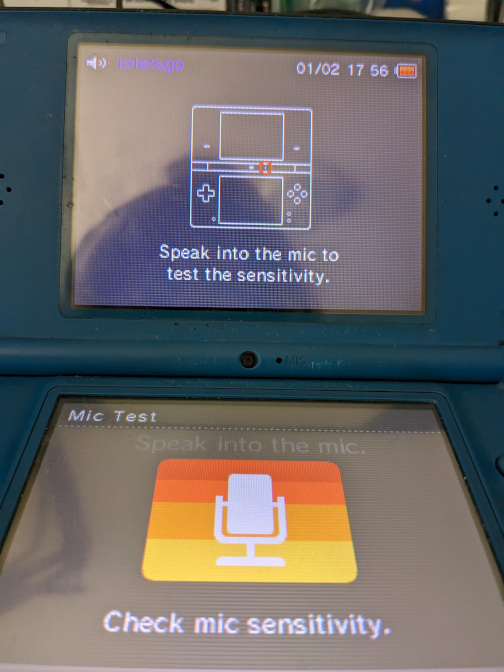 isletsgo
01/02 17 56
Speak into the mic to
test the sensitivity.
Mic Test
Speak into the mic.
Check mic sensitivity.